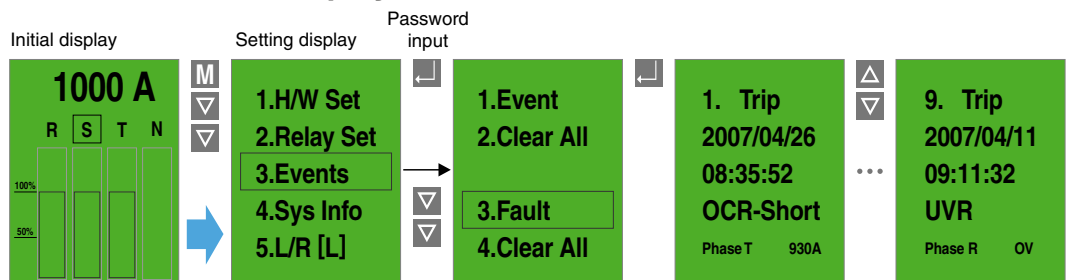 Initial display
1000 A
R S T N
100%
50%
M
Setting display
1.H/W Set
2.Relay Set
3.Events
4.Sys Info
5.L/R [L]
Password
input
1.Event
2.Clear All
3.Fault
4.Clear All
1. Trip
2007/04/26
08:35:52
OCR-Short
Phase T 930A
...
9. Trip
2007/04/11
09:11:32
UVR
Phase R OV